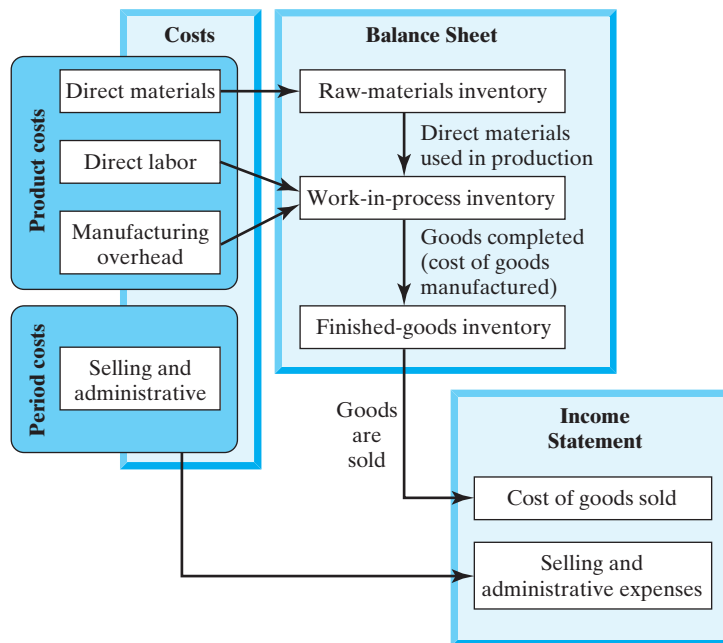 Costs
Balance Sheet
Product costs
Direct materials
Raw-materials inventory
Direct materials
used in production
Direct labor
Work-in-process inventory
Manufacturing
overhead
Goods completed
(cost of goods
manufactured)
Finished-goods inventory
Period costs
Selling and
administrative
Goods
are
sold
Income
Statement
Cost of goods sold
Selling and
administrative expenses